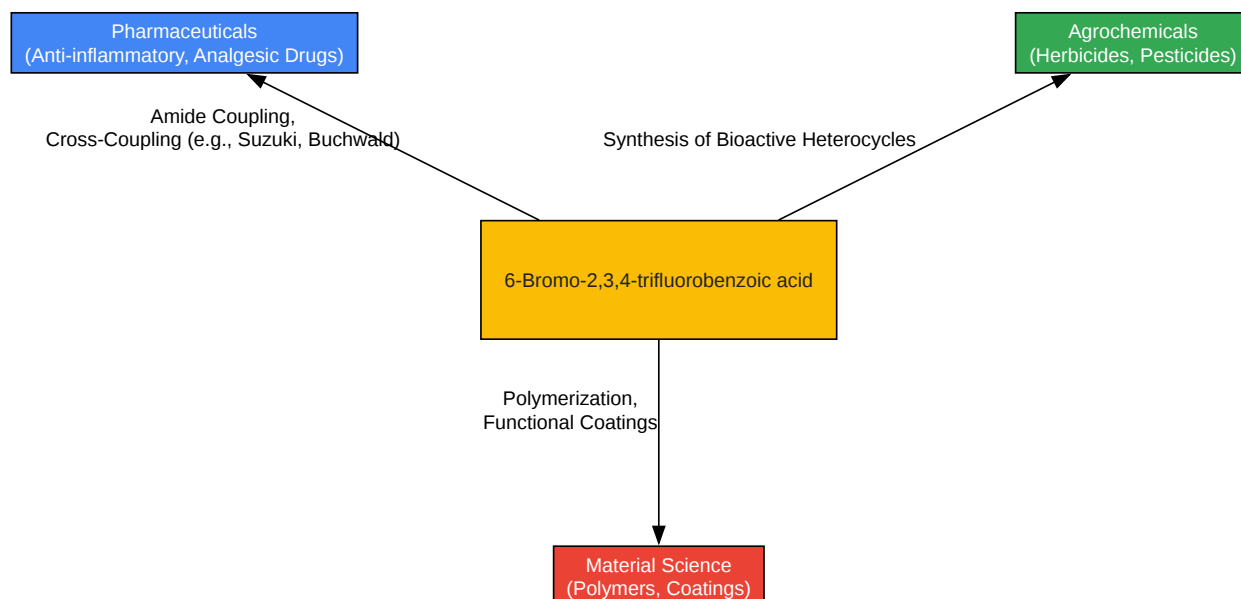 Pharmaceuticals
(Anti-inflammatory, Analgesic Drugs)
Agrochemicals
(Herbicides, Pesticides)
Amide Coupling,
Cross-Coupling (e.g., Suzuki, Buchwald)
Synthesis of Bioactive Heterocycles
6-Bromo-2,3,4-trifluorobenzoic acid
Polymerization,
Functional Coatings
Material Science
(Polymers, Coatings)